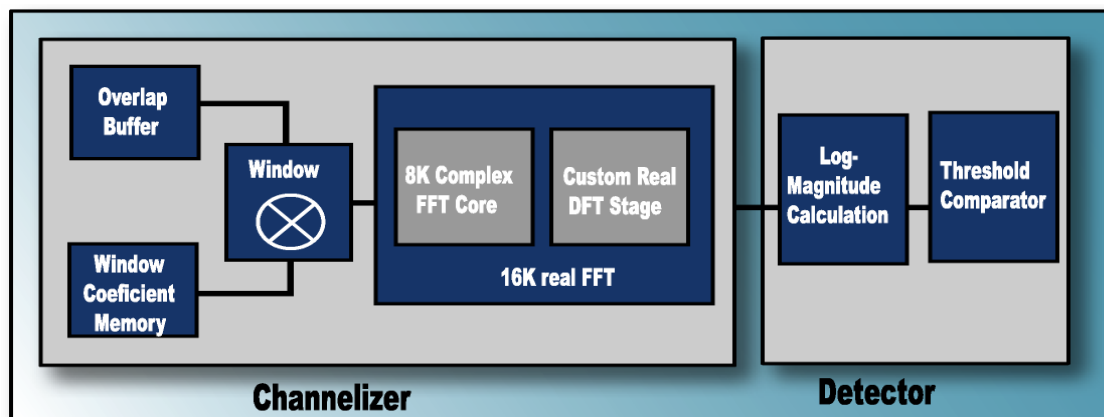 Overlap
Buffer
Window
Coeficient
Memory
Window
8K Complex
FFT Core
Custom Real
DFT Stage
16K real FFT
Channelizer
Log-
Magnitude
Calculation
Threshold
Comparator
Detector